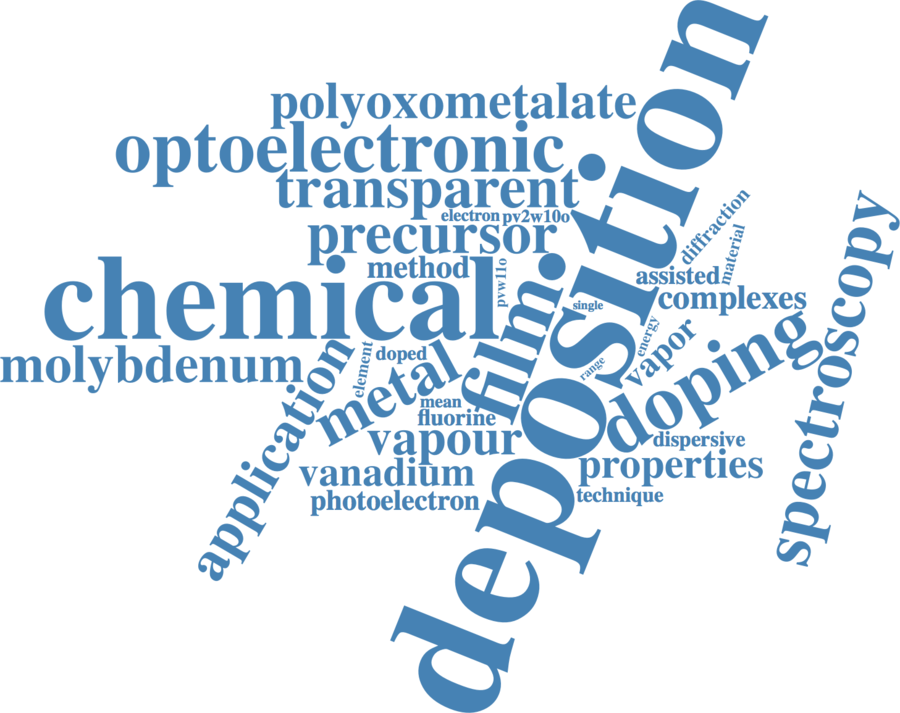 polyoxometalate
optoelectronic
transparent
electron
pv2w10o
precursor
chemical
method
pvw11o
film
deposition
single
diffraction
material
assisted
complexes
spectroscopy
molybdenum
application
element
doped
metal
mean
fluorine
vapour
vanadium
photoelectron
range
energy
vapor
doping
dispersive
properties
technique